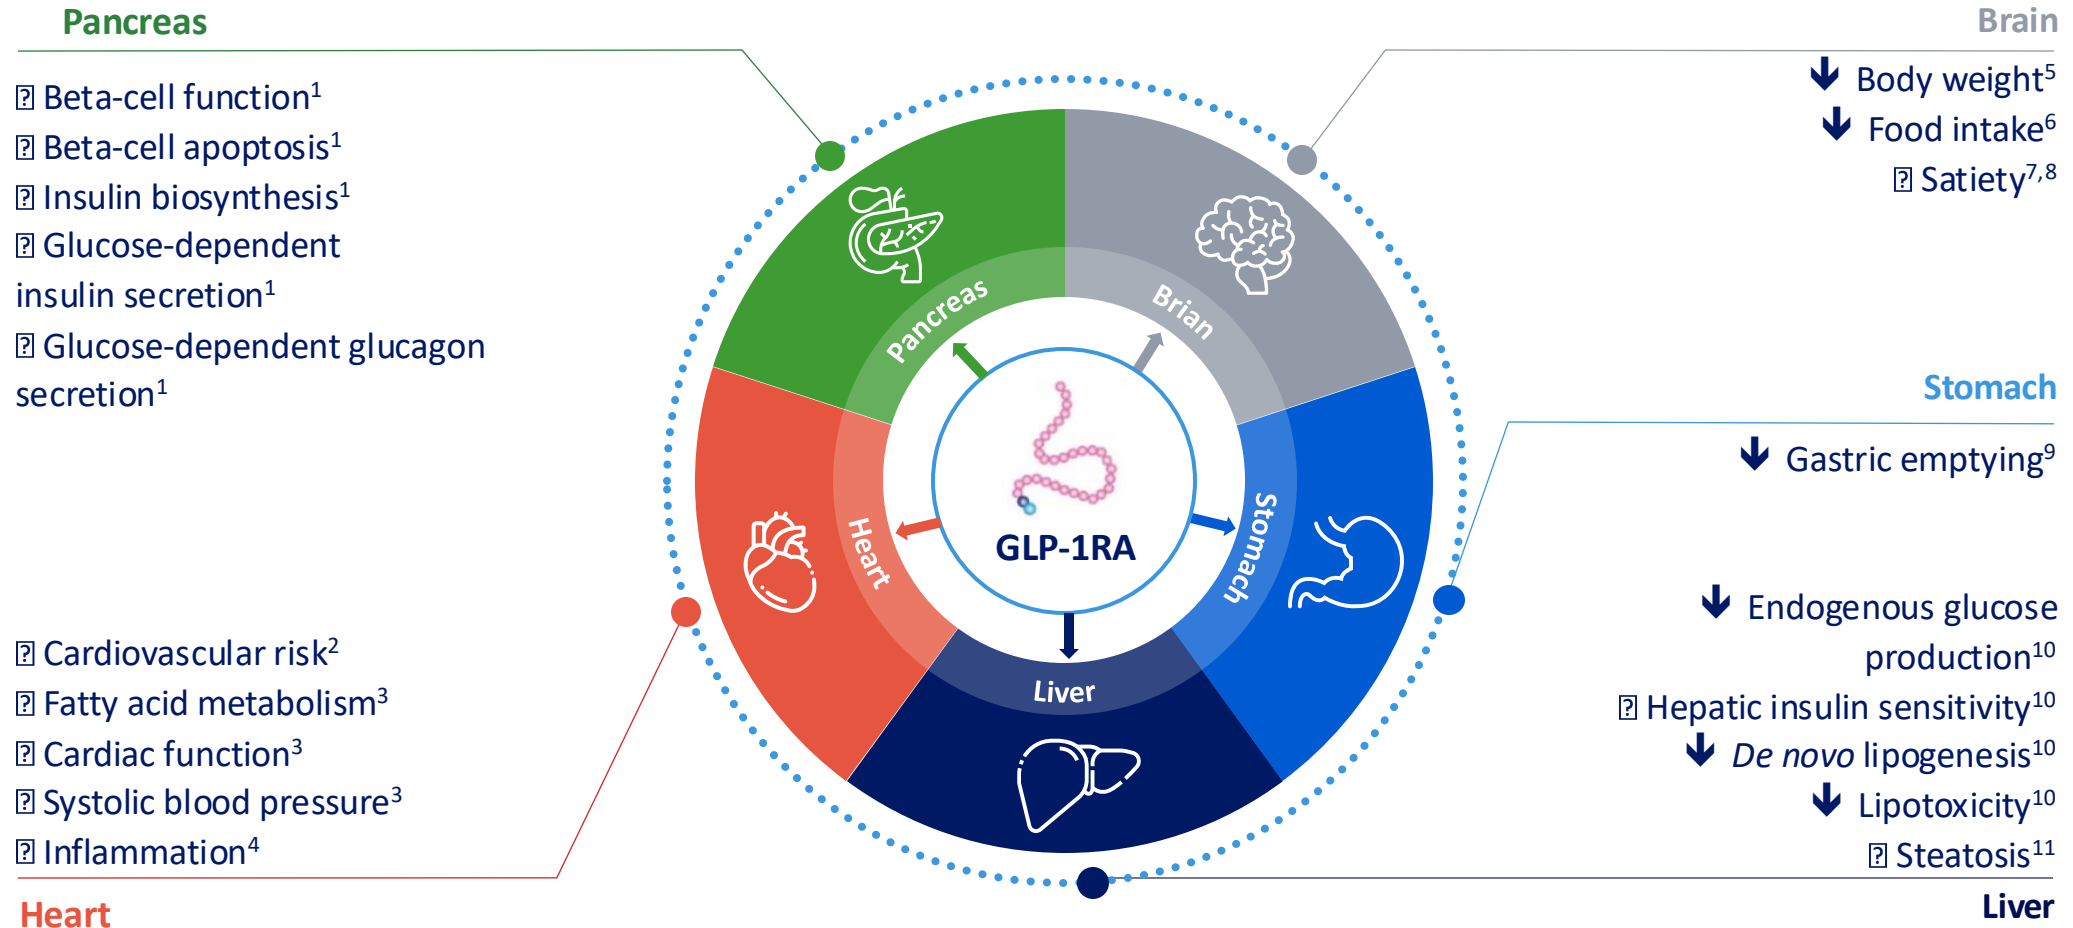 Pancreas
⍰ Beta-cell function¹
⍰ Beta-cell apoptosis¹
⍰ Insulin biosynthesis¹
⍰ Glucose-dependent
insulin secretion¹
⍰ Glucose-dependent glucagon
secretion¹
Brain
🡫 Body weight⁵
🡫 Food intake⁶
⍰ Satiety⁷,⁸
Stomach
🡫 Gastric emptying⁹
🡫 Endogenous glucose
production¹⁰
⍰ Hepatic insulin sensitivity¹⁰
🡫 De novo lipogenesis¹⁰
🡫 Lipotoxicity¹⁰
⍰ Steatosis¹¹
Liver
⍰ Cardiovascular risk²
⍰ Fatty acid metabolism³
⍰ Cardiac function³
⍰ Systolic blood pressure³
⍰ Inflammation⁴
Heart
Pancreas
Brian
Stomach
Liver
Heart
GLP-1RA